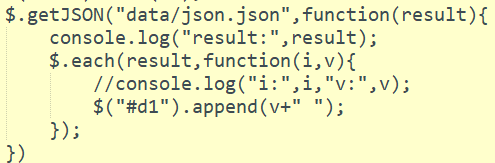 $.getJSON("data/json.json",function(result){
    console.log("result:",result);
    $.each(result,function(i,v){
        //console.log("i:",i,"v:",v);
        $("#d1").append(v+" ");
    });
})